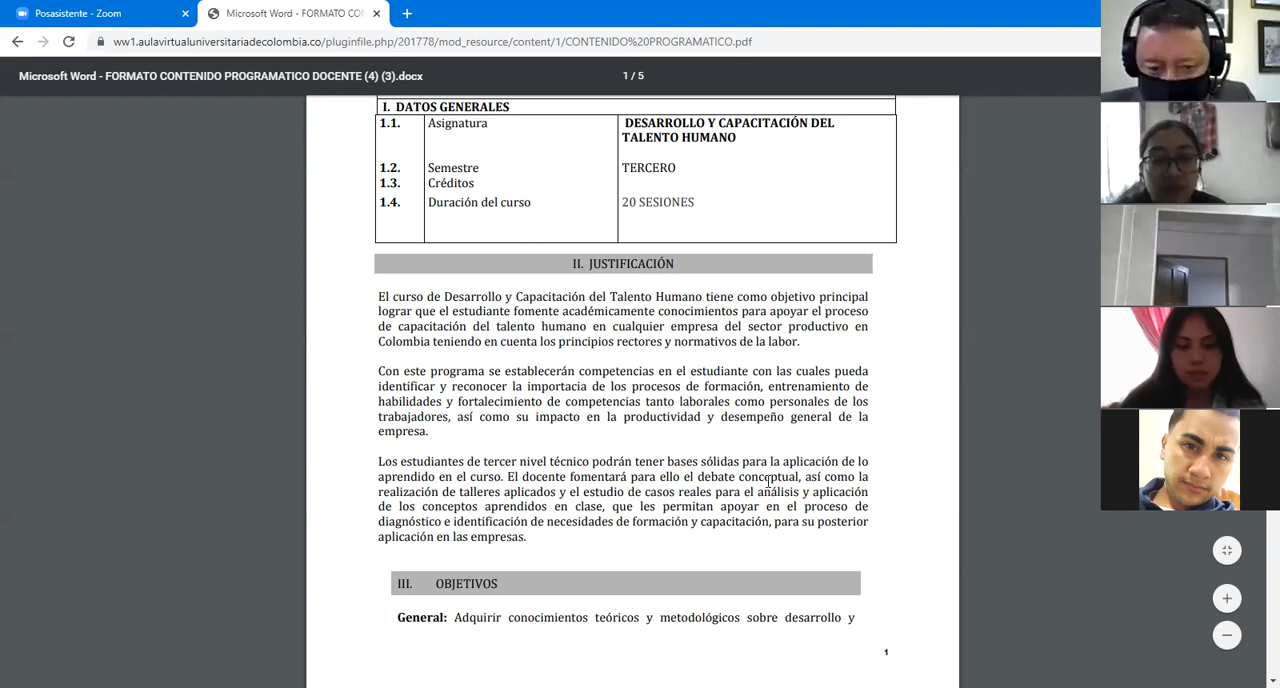 Posasistente - Zoom
Microsoft Word - FORMATO CON
ww1.aulavirtualuniversitariadecolombia.co/pluginfile.php/201778/mod_resource/content/1/CONTENIDO%20PROGRAMATICO.pdf
Microsoft Word - FORMATO CONTENIDO PROGRAMATICO DOCENTE (4) (3).docx
1 / 5
I. DATOS GENERALES
1.1. Asignatura DESARROLLO Y CAPACITACIÓN DEL
TALENTO HUMANO
1.2. Semestre TERCERO
1.3. Créditos
1.4. Duración del curso 20 SESIONES
II. JUSTIFICACIÓN
El curso de Desarrollo y Capacitación del Talento Humano tiene como objetivo principal
lograr que el estudiante fomente académicamente conocimientos para apoyar el proceso
de capacitación del talento humano en cualquier empresa del sector productivo en
Colombia teniendo en cuenta los principios rectores y normativos de la labor.
Con este programa se establecerán competencias en el estudiante con las cuales pueda
identificar y reconocer la importacia de los procesos de formación, entrenamiento de
habilidades y fortalecimiento de competencias tanto laborales como personales de los
trabajadores, así como su impacto en la productividad y desempeño general de la
empresa.
Los estudiantes de tercer nivel técnico podrán tener bases sólidas para la aplicación de lo
aprendido en el curso. El docente fomentará para ello el debate conceptual, así como la
realización de talleres aplicados y el estudio de casos reales para el análisis y aplicación
de los conceptos aprendidos en clase, que les permitan apoyar en el proceso de
diagnóstico e identificación de necesidades de formación y capacitación, para su posterior
aplicación en las empresas.
III. OBJETIVOS
General: Adquirir conocimientos teóricos y metodológicos sobre desarrollo y
1